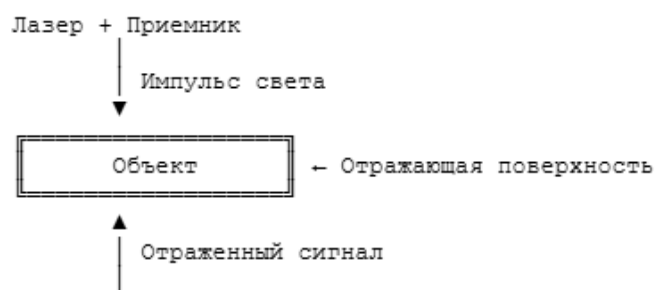 Лазер + Приемник
Импульс света
Объект ← Отражающая поверхность
Отраженный сигнал